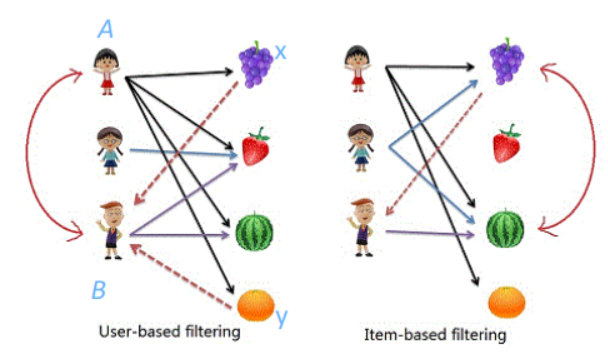 A
x
B
y
User-based filtering
Item-based filtering